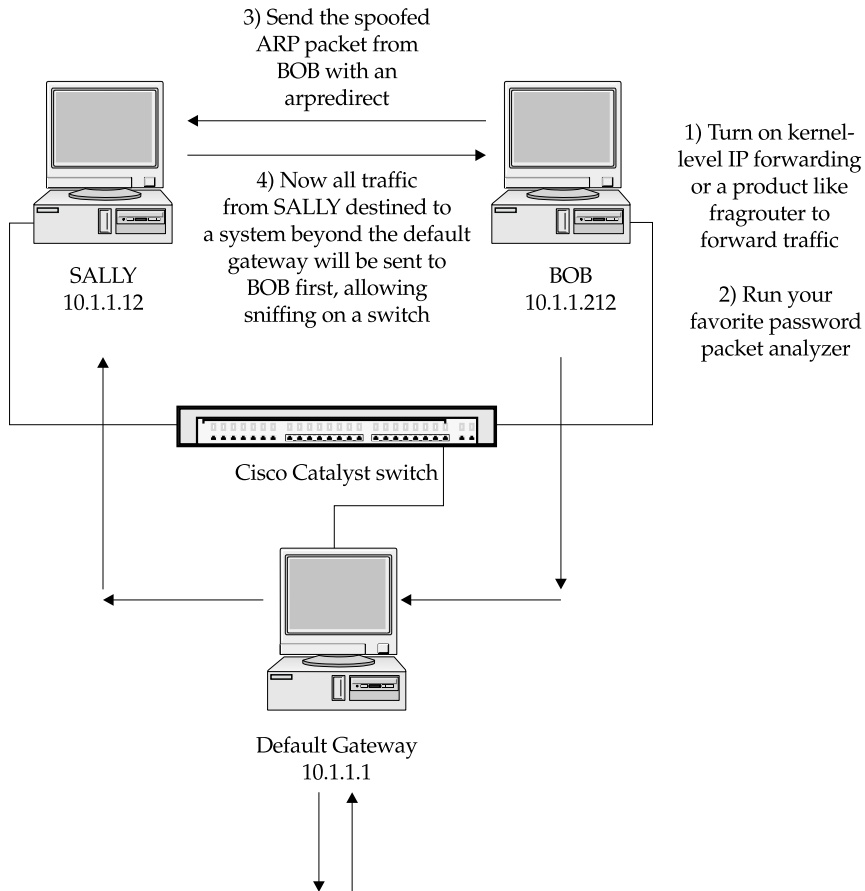 3) Send the spoofed
ARP packet from
BOB with an
arpredirect
1) Turn on kernel-
level IP forwarding
or a product like
fragrouter to
forward traffic
4) Now all traffic
from SALLY destined to
a system beyond the default
gateway will be sent to
BOB first, allowing
sniffing on a switch
SALLY
10.1.1.12
BOB
10.1.1.212
2) Run your
favorite password
packet analyzer
Cisco Catalyst switch
Default Gateway
10.1.1.1